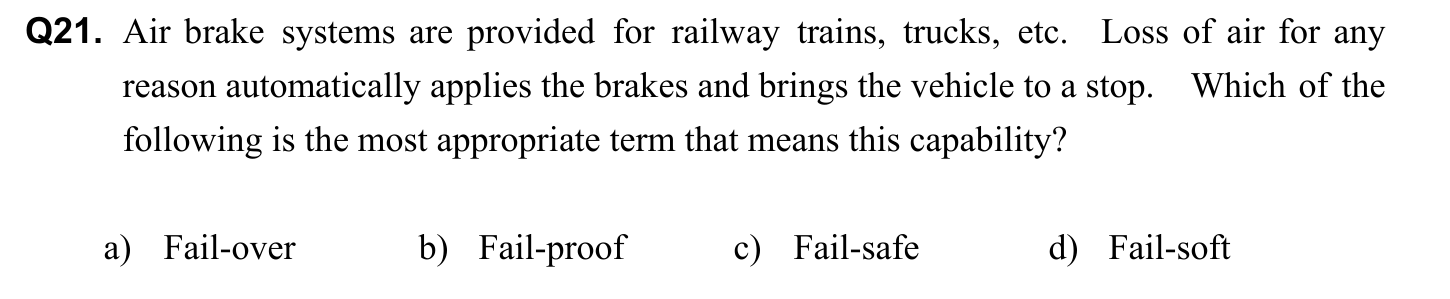 Q21. Air brake systems are provided for railway trains, trucks, etc. Loss of air for any
reason automatically applies the brakes and brings the vehicle to a stop. Which of the
following is the most appropriate term that means this capability?
a) Fail-over b) Fail-proof c) Fail-safe d) Fail-soft